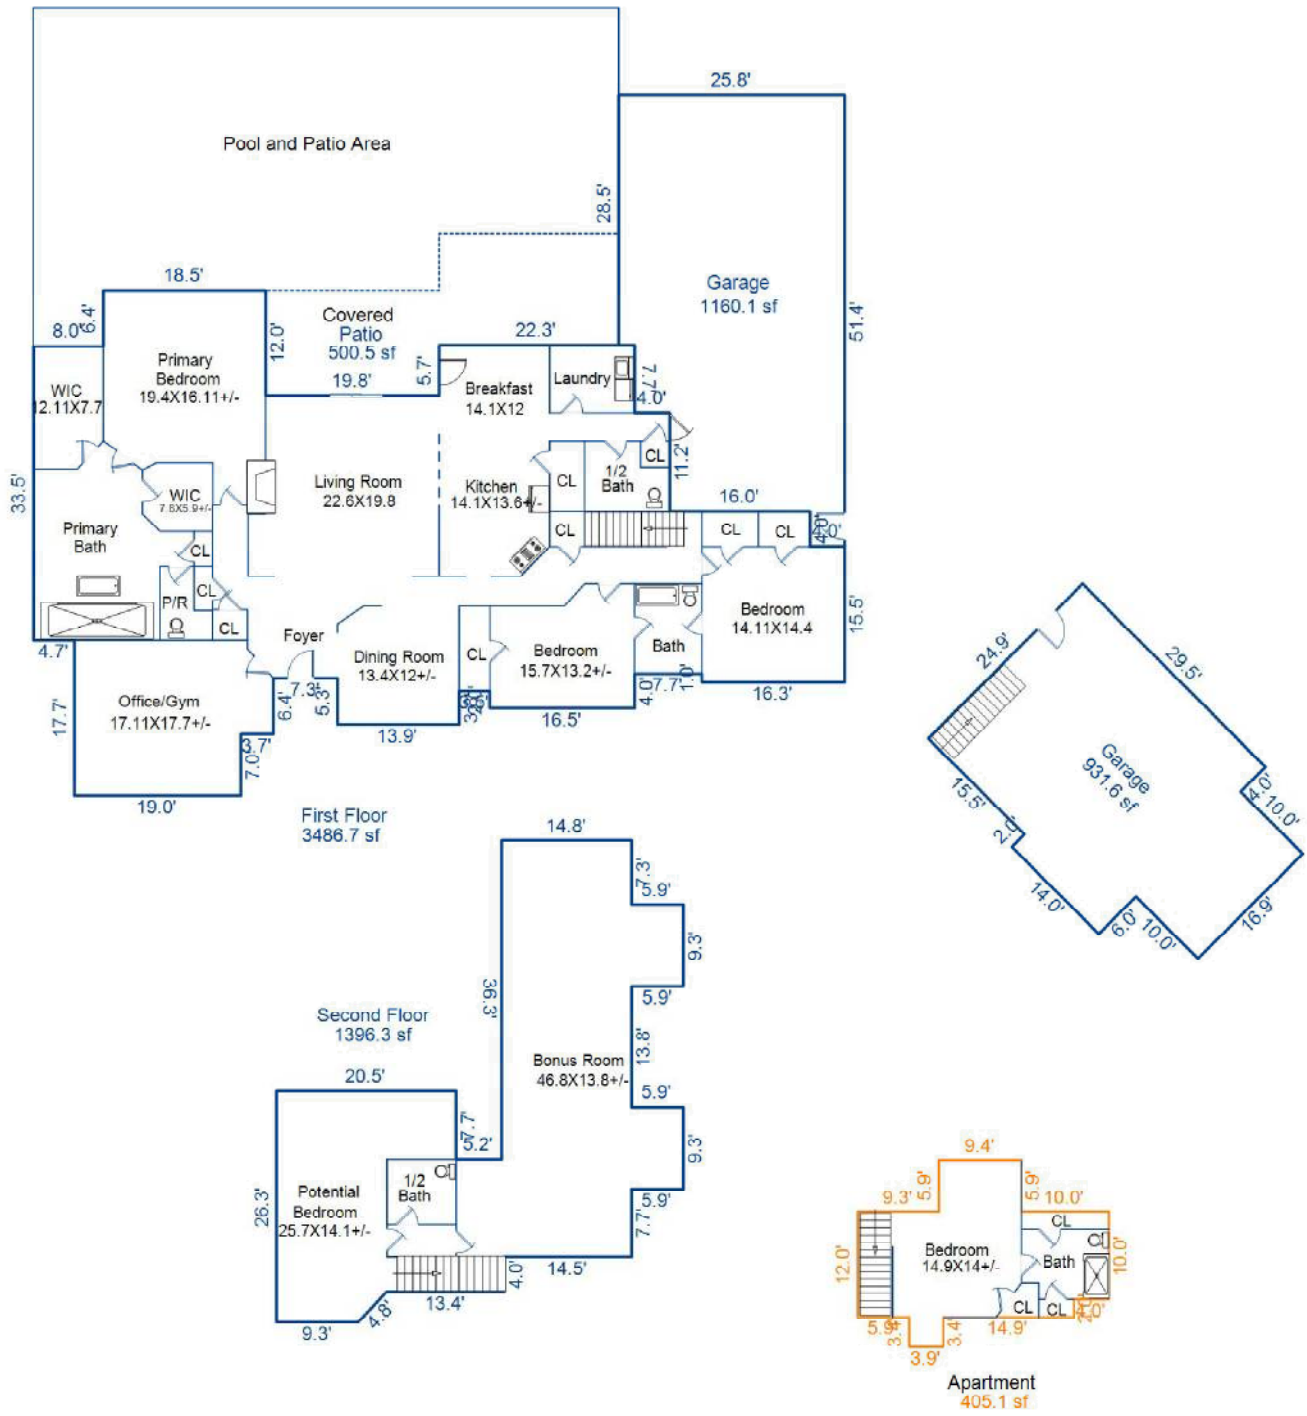 25.8'
Pool and Patio Area
28.5'
18.5'
Garage
1160.1 sf
51.4'
6.4'
8.0'
12.0'
Covered
Patio
500.5 sf
22.3'
5.7'
19.8'
7.7'
4.0'
Primary
Bedroom
19.4X16.11+/-
WIC
12.11X7.7
Breakfast
14.1X12
Laundry
33.5'
CL
11.2'
1/2
Bath
CL
Living Room
22.6X19.8
Kitchen
14.1X13.6+/-
WIC
7.8X5.9+/-
16.0'
4.0'
4.0'
Primary
Bath
CL
CL
CL
CL
CL
P/R
CL
Foyer
Bedroom
14.11X14.4
15.5'
Bath
Bedroom
15.7X13.2+/-
CL
Dining Room
13.4X12+/-
4.7'
17.7'
Office/Gym
17.11X17.7+/-
7.3'
6.4'
5.3'
4.0'
7.7'
1.0'
16.3'
16.5'
13.9'
3.7'
7.0'
19.0'
24.9'
29.5'
Garage
931.6 sf
15.5'
2.0'
4.0'
10.0'
14.0'
6.0'
10.0'
16.9'
First Floor
3486.7 sf
14.8'
7.3'
5.9'
9.3'
5.9'
36.3'
Second Floor
1396.3 sf
13.8'
Bonus Room
46.8X13.8+/-
20.5'
5.9'
7.7'
5.2'
9.3'
5.9'
7.7'
1/2
Bath
26.3'
Potential
Bedroom
25.7X14.1+/-
4.0'
14.5'
13.4'
4.8'
9.3'
9.4'
5.9'
5.9'
9.3'
10.0'
CL
12.0'
Bedroom
14.9X14+/-
Bath
10.0'
CL
CL
4.0'
5.9'
3.4'
3.4'
14.9'
3.9'
Apartment
405.1 sf